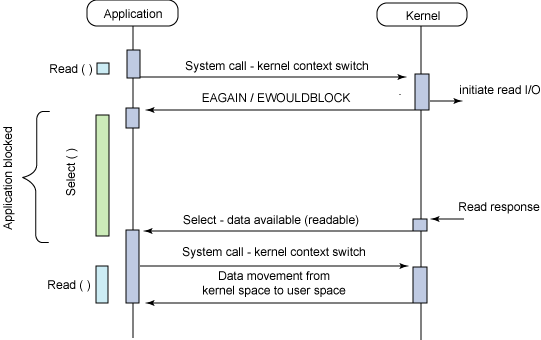 Application
Kernel
Read ( )
System call - kernel context switch
initiate read I/O
EAGAIN / EWOULDBLOCK
Application blocked
Select ( )
Read response
Select - data available (readable)
System call - kernel context switch
Read ( )
Data movement from
kernel space to user space